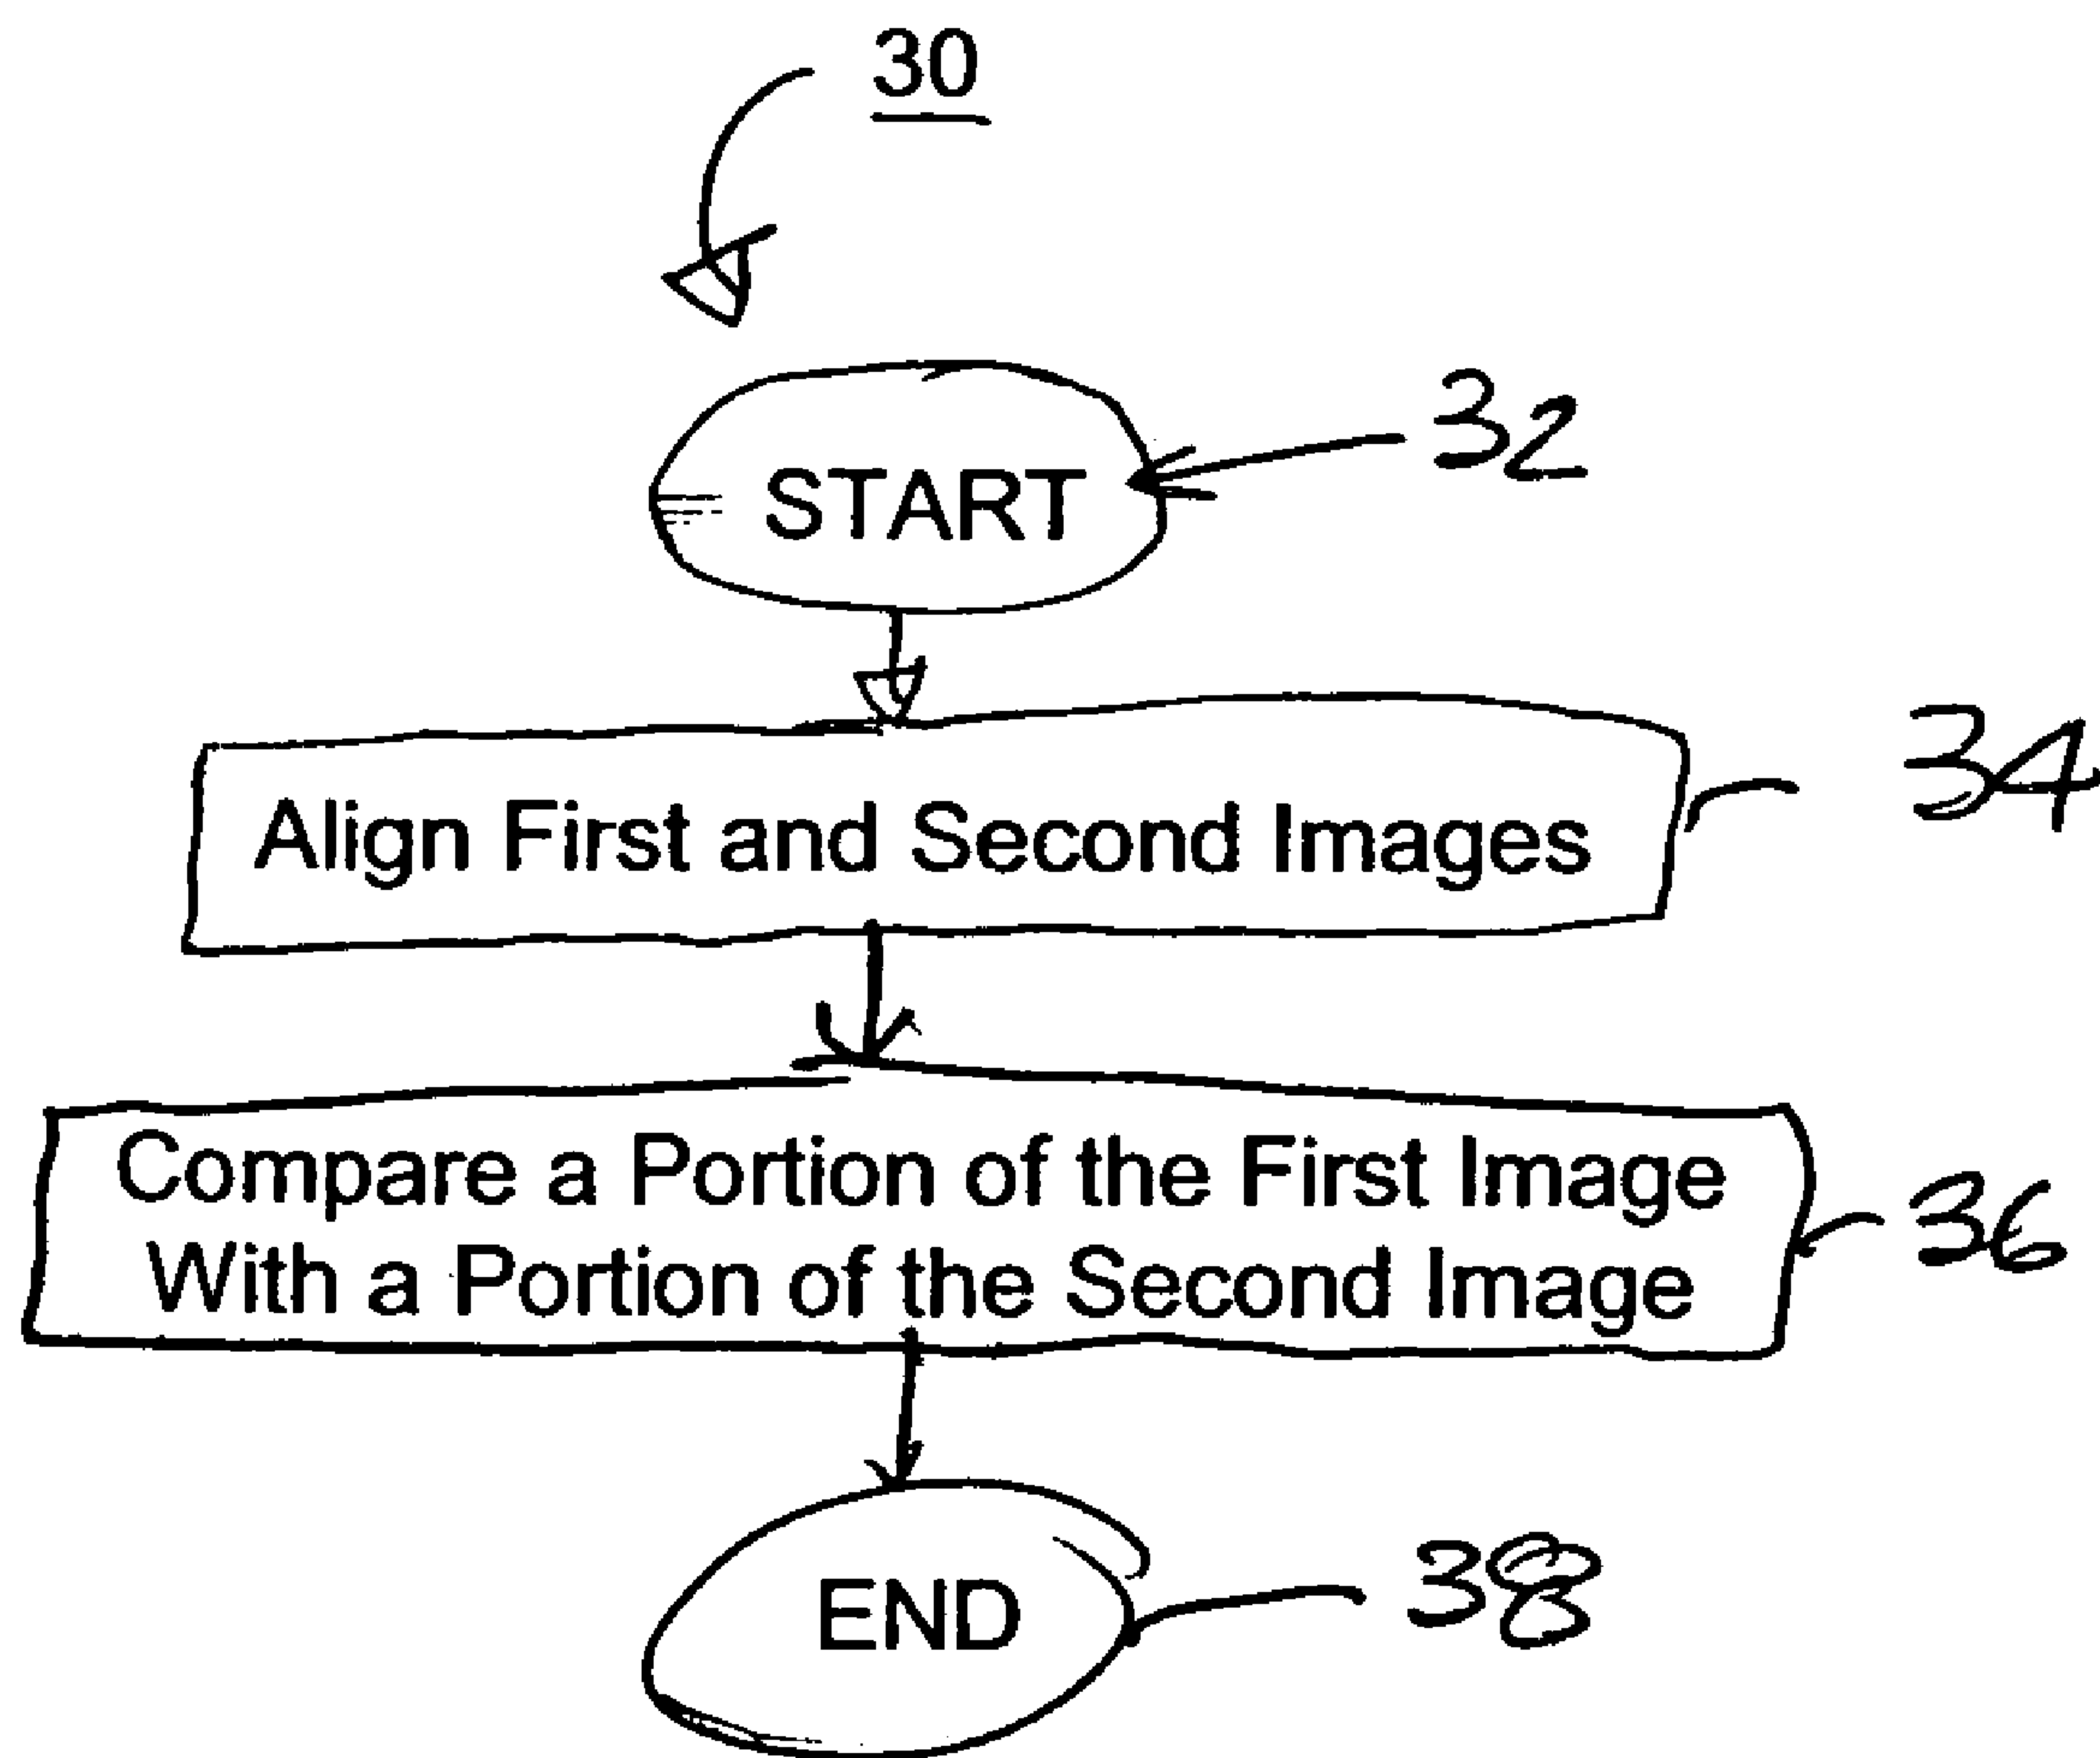 30
START
32
Align First and Second Images
34
Compare a Portion of the First Image
With a Portion of the Second Image
36
END
38